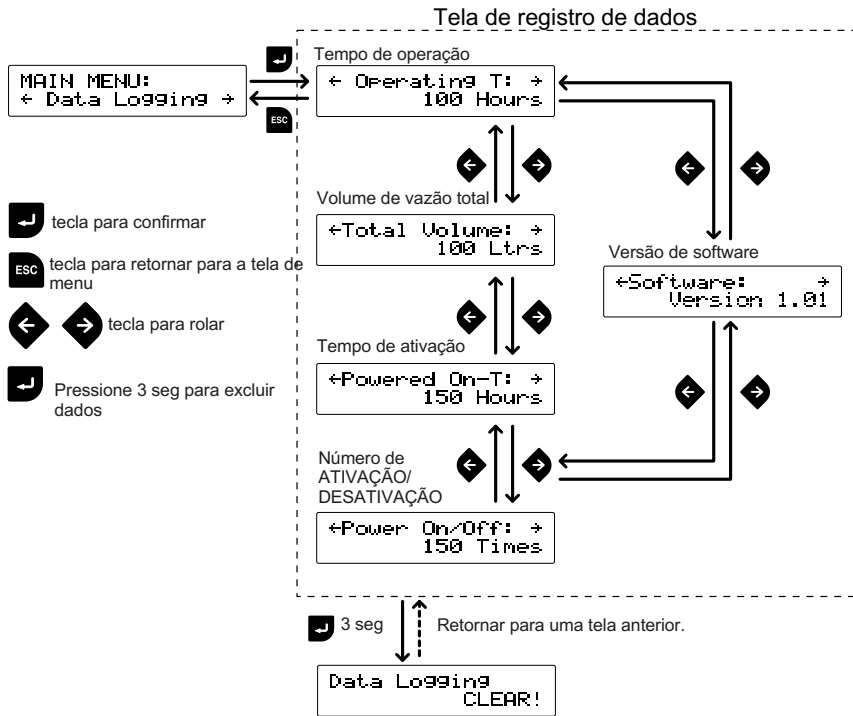 Tela de registro de dados
Tempo de operação
MAIN MENU:
← Data Logging →
ESC
← Operating T: →
100 Hours
Volume de vazão total
←Total Volume: →
100 Ltrs
tecla para confirmar
ESC tecla para retornar para a tela de
menu
tecla para rolar
Pressione 3 seg para excluir
dados
Versão de software
←Software: →
Version 1.01
Tempo de ativação
←Powered On-T: →
150 Hours
Número de
ATIVAÇÃO/
DESATIVAÇÃO
←Power On/Off: →
150 Times
3 seg
Retornar para uma tela anterior.
Data Logging
CLEAR!